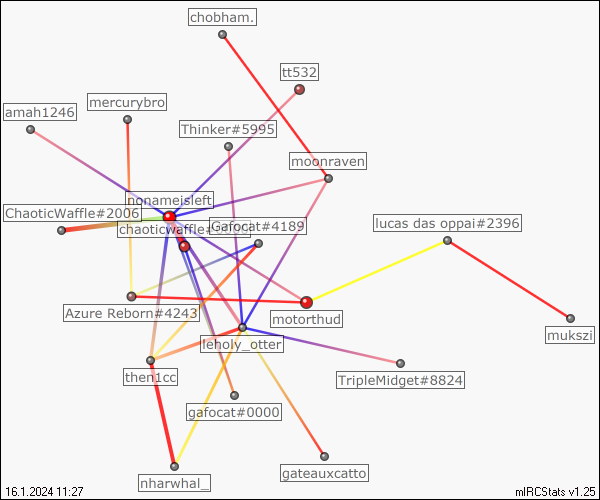 chobham.
tt532
mercurybro
amah1246
Thinker#5995
moonraven
nonameisleft
ChaoticWaffle#2006
Gafocat#4189
lucas das oppai#2396
Azure Reborn#4243
motorthud
mukszi
leholy_otter
then1cc
TripleMidget#8824
gafocat#0000
gateauxcatto
nharwhal_
16.1.2024 11:27
mIRCStats v1.25